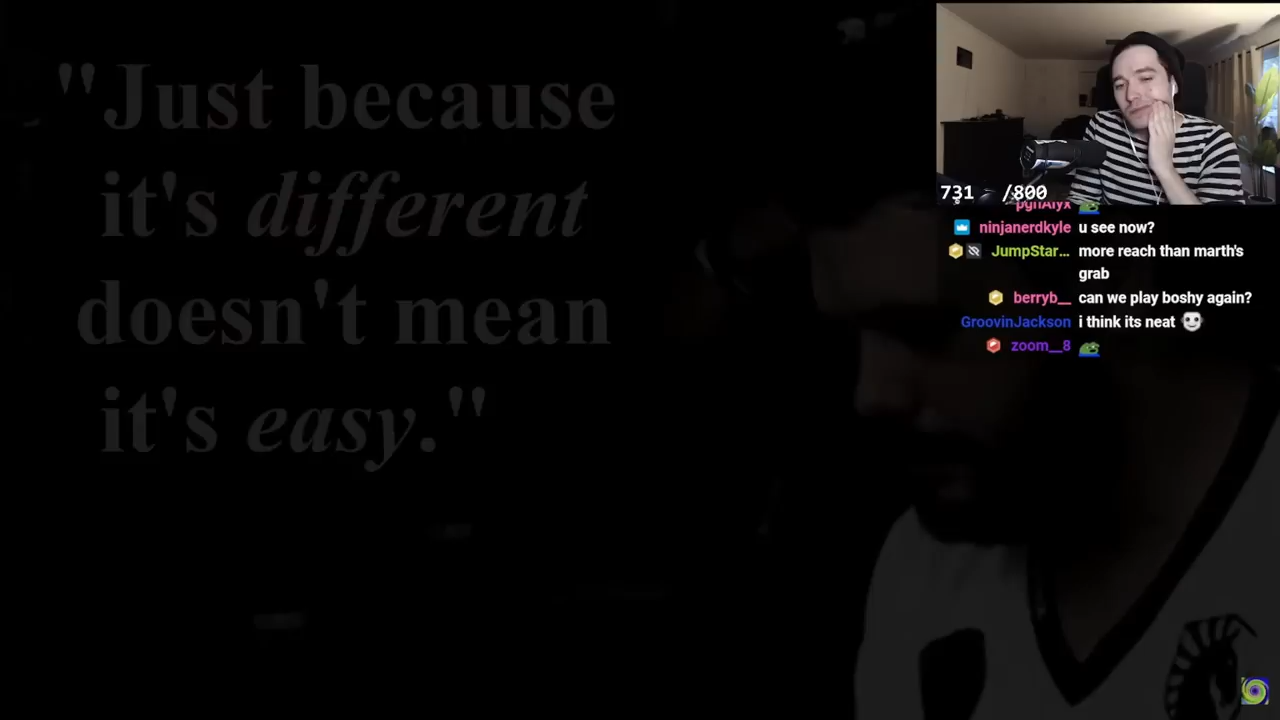 "Just because
it's different
doesn't mean
it's easy."
731 /800
pgnAlyx
ninjanerdkyle u see now?
JumpStar... more reach than marth's
grab
berryb__ can we play boshy again?
GroovinJackson i think its neat
zoom__8